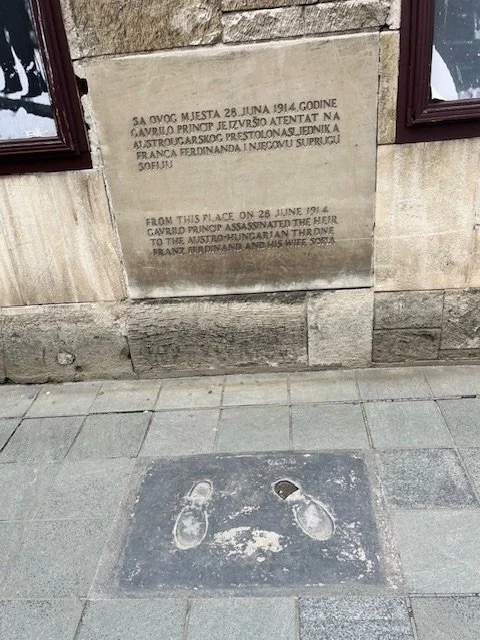 SA OVOG MJESTA 28. JUNA 1914. GODINE
GAVRILO PRINCIP JE IZVRŠIO ATENTAT NA
AUSTROUGARSKOG PRESTOLONASLJEDNIKA
FRANCA FERDINANDA I NJEGOVU SUPRUGU
SOFIJU
FROM THIS PLACE ON 28 JUNE 1914
GAVRILO PRINCIP ASSASSINATED THE HEIR
TO THE AUSTRO-HUNGARIAN THRONE
FRANZ FERDINAND AND HIS WIFE SOFIA